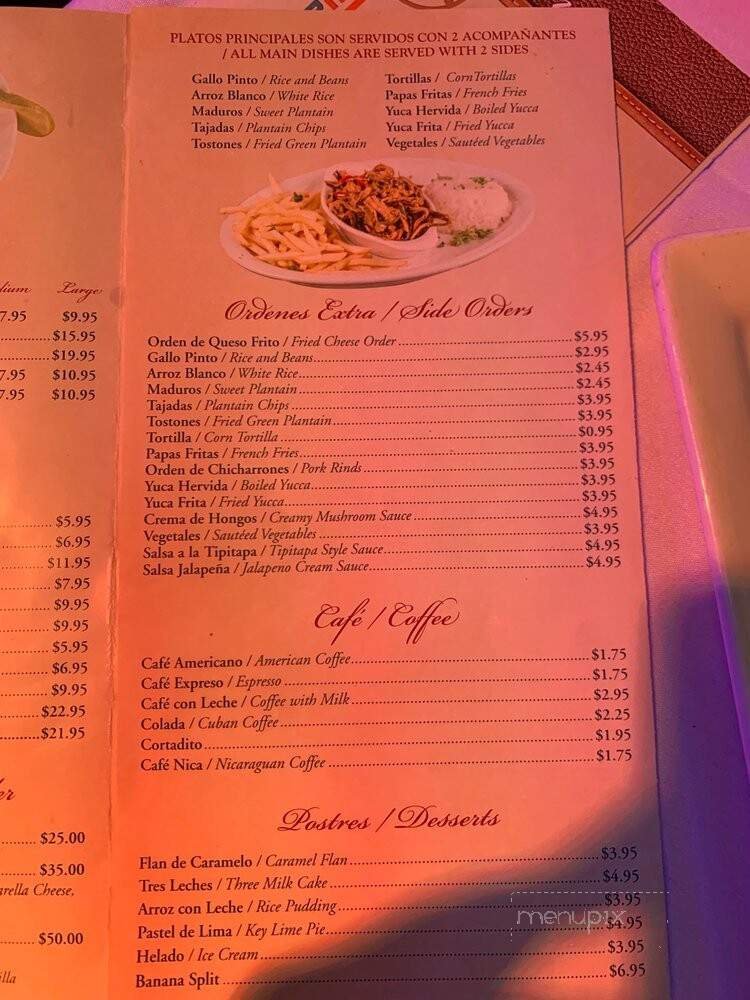 dium Large
7.95 $9.95
$15.95
$19.95
7.95 $10.95
7.95 $10.95
$5.95
$6.95
$11.95
$7.95
$9.95
$9.95
$5.95
$6.95
$9.95
$22.95
$21.95
er
$25.00
$35.00
arella Cheese,
$50.00
illa
PLATOS PRINCIPALES SON SERVIDOS CON 2 ACOMPAÑANTES
/ ALL MAIN DISHES ARE SERVED WITH 2 SIDES
Gallo Pinto / Rice and Beans
Arroz Blanco / White Rice
Maduros / Sweet Plantain
Tajadas / Plantain Chips
Tostones / Fried Green Plantain
Tortillas / Corn Tortillas
Papas Fritas / French Fries
Yuca Hervida / Boiled Yucca
Yuca Frita / Fried Yucca
Vegetales / Sautéed Vegetables
Ordenes Extra / Side Orders
Orden de Queso Frito / Fried Cheese Order $5.95
Gallo Pinto / Rice and Beans $2.95
Arroz Blanco / White Rice $2.45
Maduros / Sweet Plantain $2.45
Tajadas / Plantain Chips $3.95
Tostones / Fried Green Plantain $3.95
Tortilla / Corn Tortilla $0.95
Papas Fritas / French Fries $3.95
Orden de Chicharrones / Pork Rinds $3.95
Yuca Hervida / Boiled Yucca $3.95
Yuca Frita / Fried Yucca $3.95
Crema de Hongos / Creamy Mushroom Sauce $4.95
Vegetales / Sautéed Vegetables $3.95
Salsa a la Tipitapa / Tipitapa Style Sauce $4.95
Salsa Jalapeña / Jalapeno Cream Sauce $4.95
Café / Coffee
Café Americano / American Coffee $1.75
Café Expreso / Espresso $1.75
Café con Leche / Coffee with Milk $2.95
Colada / Cuban Coffee $2.25
Cortadito $1.95
Café Nica / Nicaraguan Coffee $1.75
Postres / Desserts
Flan de Caramelo / Caramel Flan $3.95
Tres Leches / Three Milk Cake $4.95
Arroz con Leche / Rice Pudding $3.95
Pastel de Lima / Key Lime Pie $4.95
Helado / Ice Cream $3.95
Banana Split $6.95
menupix